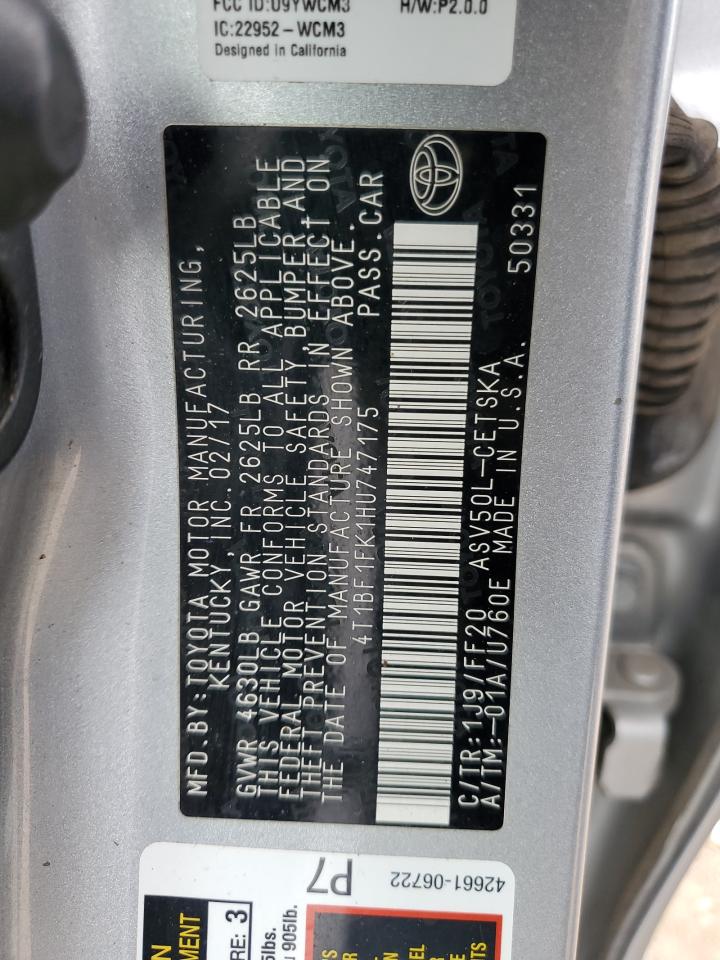 FCC ID:O9YWCM3 H/W:P2.0.0
IC:22952-WCM3
Designed in California
MFD.BY:TOYOTA MOTOR MANUFACTURING,
KENTUCKY, INC. 02/17
GVWR 4630LB GAWR FR 2625LB RR 2625LB
THIS VEHICLE CONFORMS TO ALL APPLICABLE
FEDERAL MOTOR VEHICLE SAFETY, BUMPER, AND
THEFT PREVENTION STANDARDS IN EFFECT ON
THE DATE OF MANUFACTURE SHOWN ABOVE.
4T1BF1FK1HU747175 PASS.CAR
C/TR:1J9/FF20 ASV50L-CETSKA
A/TM:-01A/U760E MADE IN U.S.A. 50331
P7
42661-06722
MENT
RE: 3
905lb.